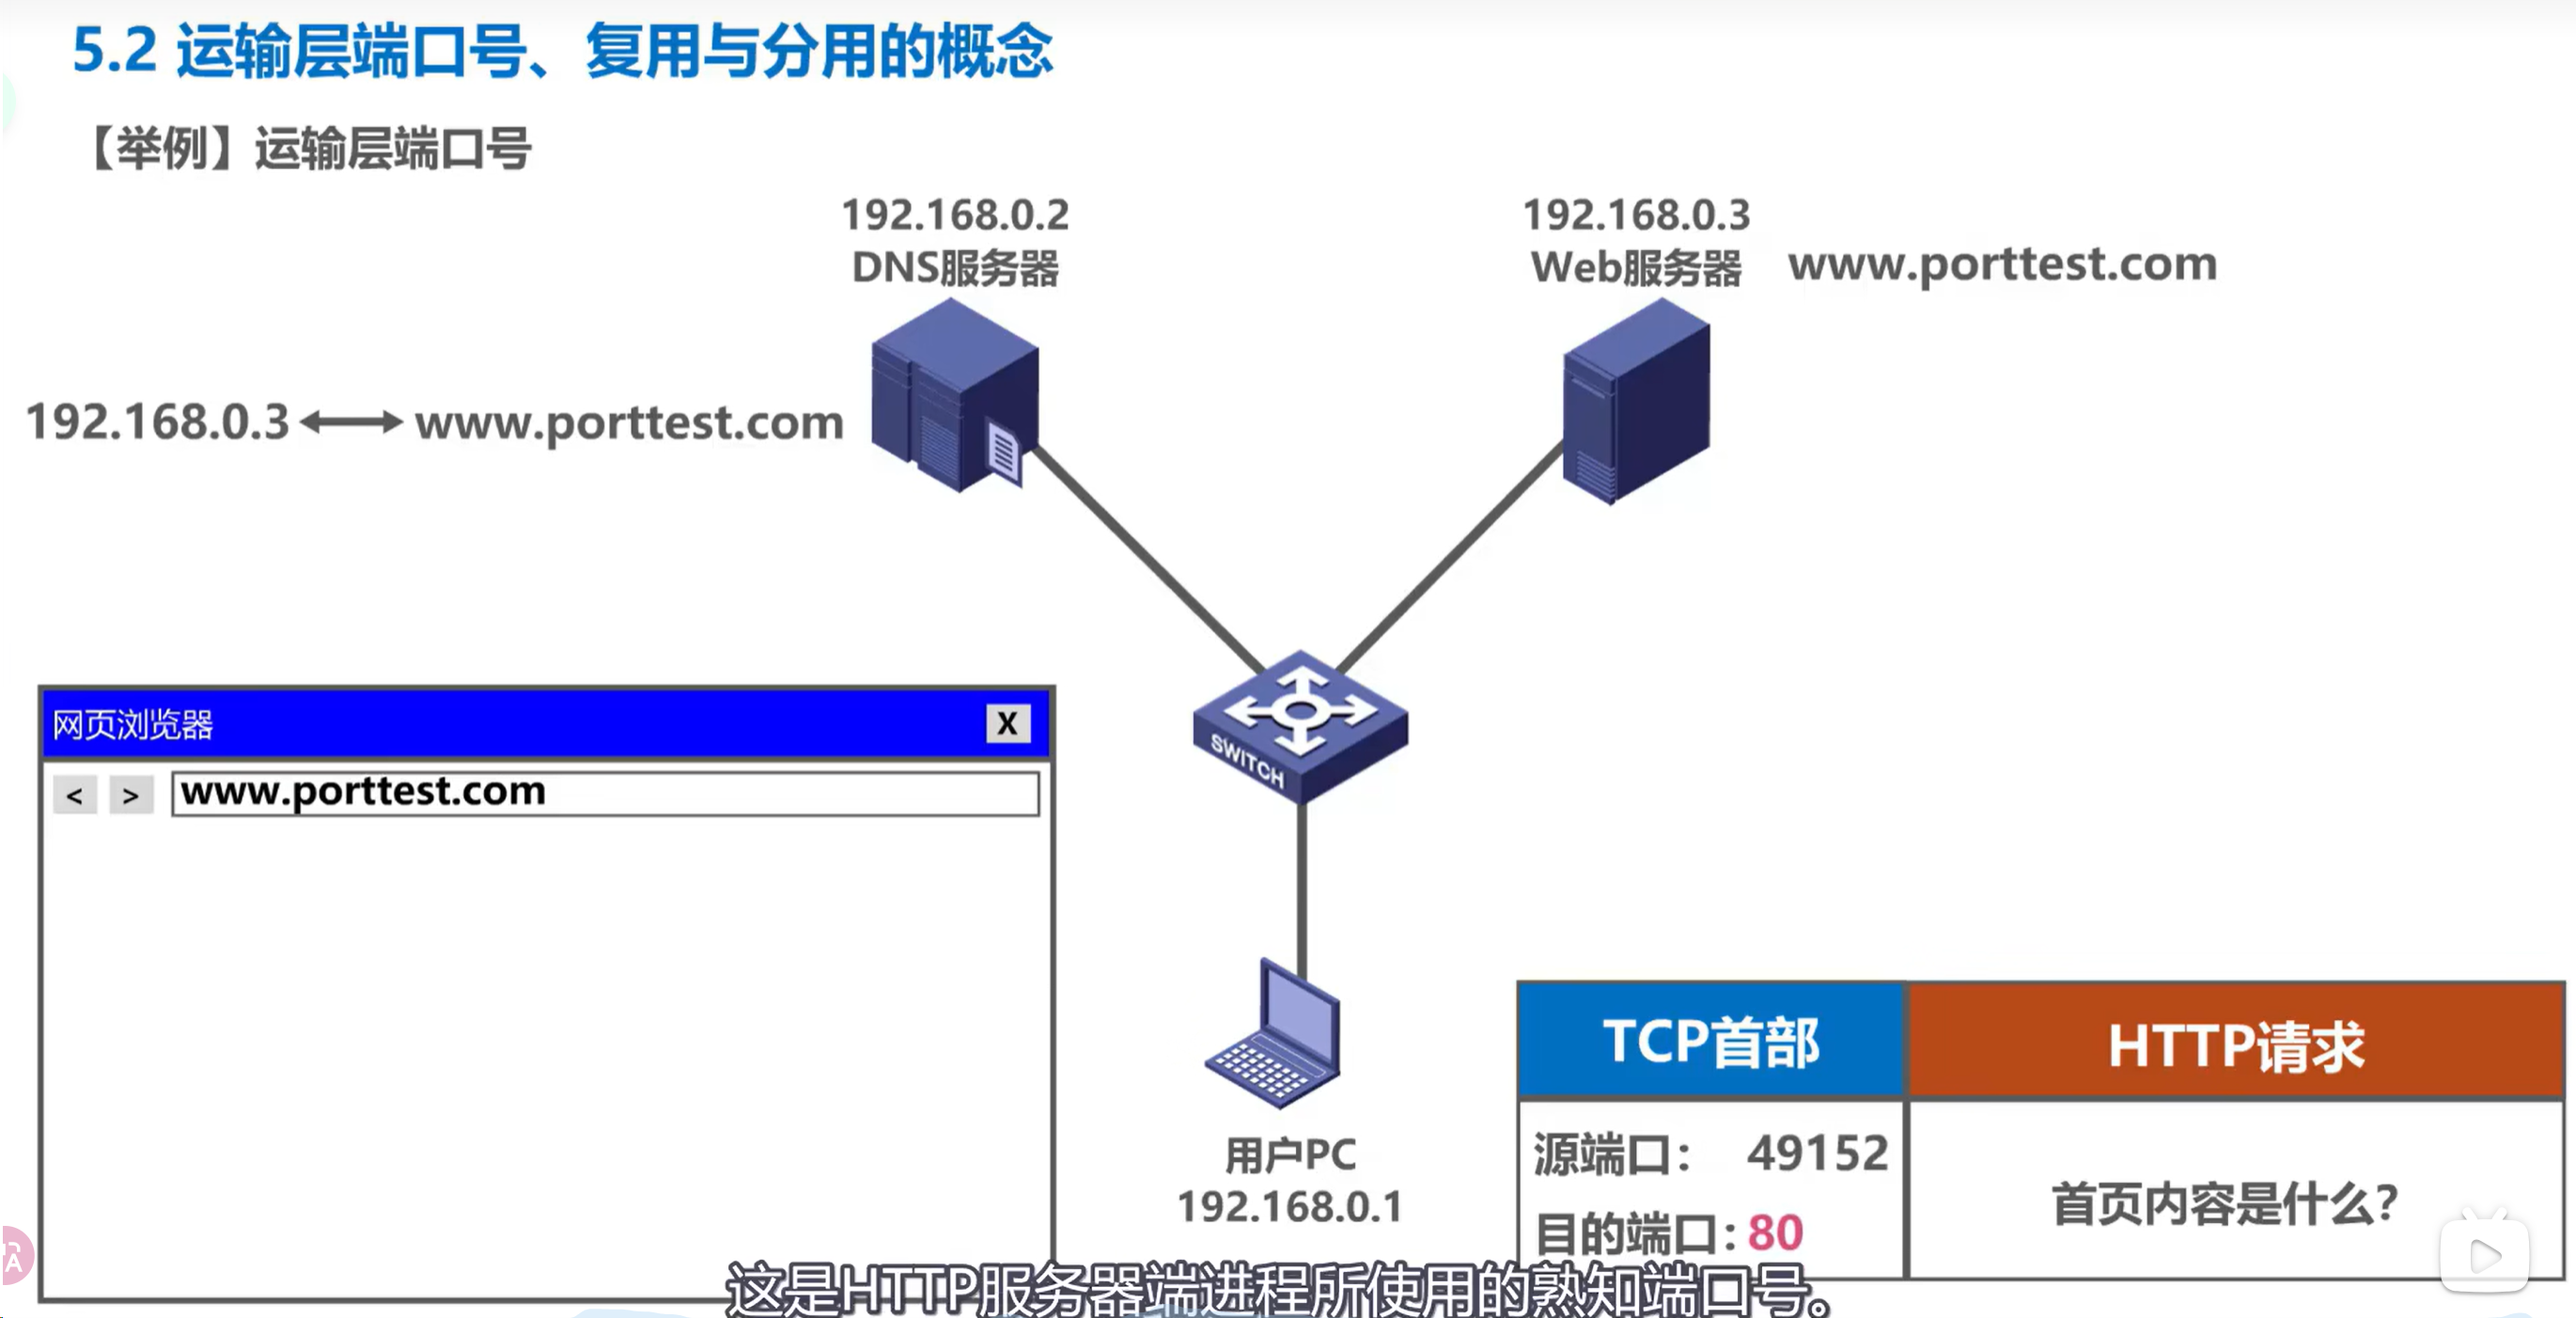 5.2 运输层端口号、复用与分用的概念
【举例】运输层端口号
192.168.0.2
DNS服务器
192.168.0.3
Web服务器
www.porttest.com
192.168.0.3
www.porttest.com
SWITCH
网页浏览器
X
< >
www.porttest.com
用户PC
192.168.0.1
TCP首部
HTTP请求
源端口： 49152
目的端口：80
首页内容是什么？
这是HTTP服务器端进程所使用的熟知端口号。